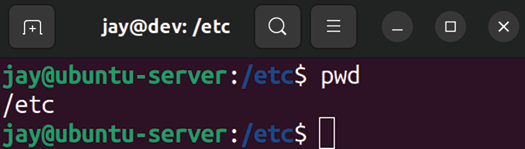 jay@dev: /etc
jay@ubuntu-server:/etc$ pwd
/etc
jay@ubuntu-server:/etc$